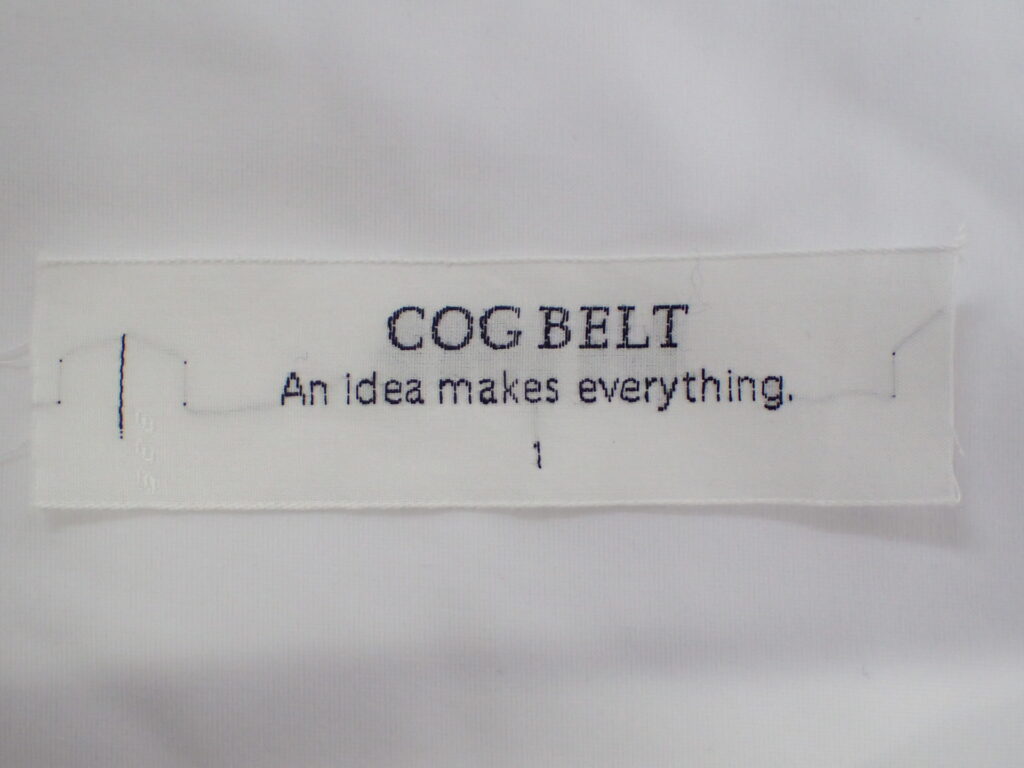 COG BELT
An idea makes everything.
1